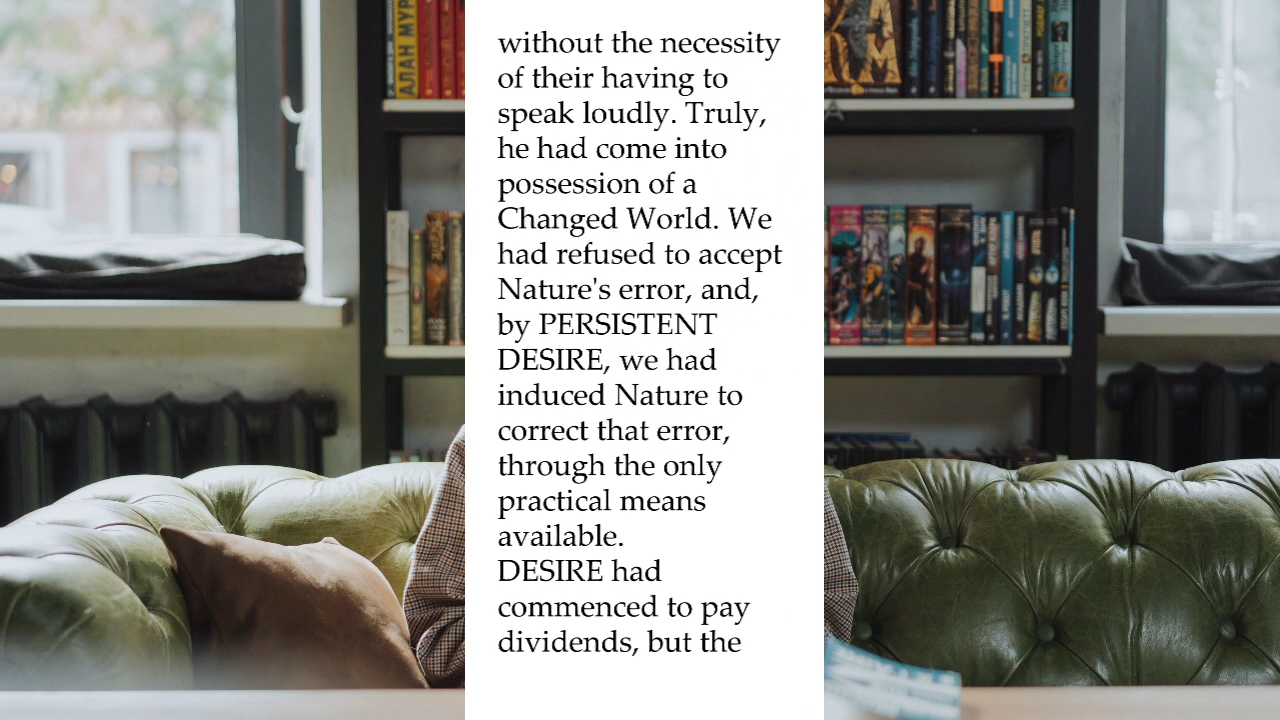 without the necessity
of their having to
speak loudly. Truly,
he had come into
possession of a
Changed World. We
had refused to accept
Nature's error, and,
by PERSISTENT
DESIRE, we had
induced Nature to
correct that error,
through the only
practical means
available.
DESIRE had
commenced to pay
dividends, but the
АЛАН МУР